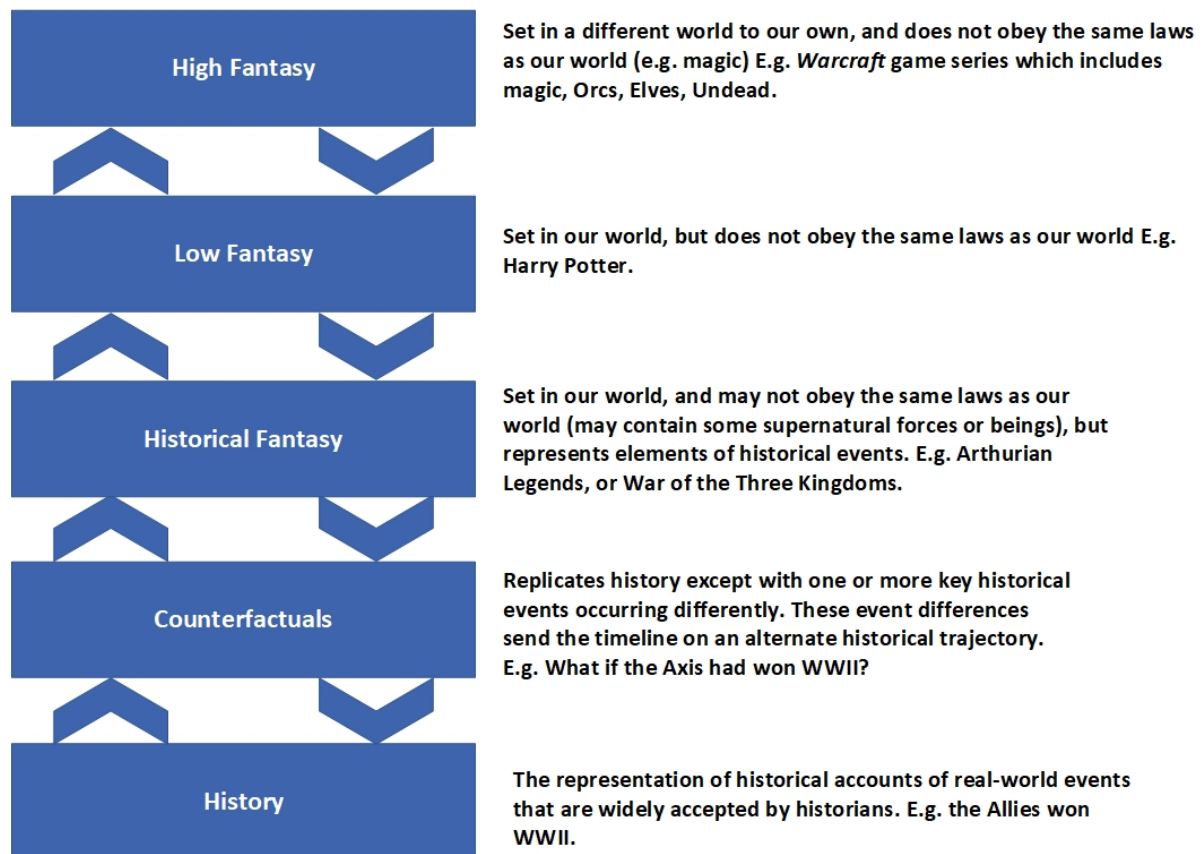 High Fantasy
Set in a different world to our own, and does not obey the same laws
as our world (e.g. magic) E.g. Warcraft game series which includes
magic, Orcs, Elves, Undead.
Low Fantasy
Set in our world, but does not obey the same laws as our world E.g.
Harry Potter.
Historical Fantasy
Set in our world, and may not obey the same laws as our
world (may contain some supernatural forces or beings), but
represents elements of historical events. E.g. Arthurian
Legends, or War of the Three Kingdoms.
Counterfactuals
Replicates history except with one or more key historical
events occurring differently. These event differences
send the timeline on an alternate historical trajectory.
E.g. What if the Axis had won WWII?
History
The representation of historical accounts of real-world events
that are widely accepted by historians. E.g. the Allies won
WWII.